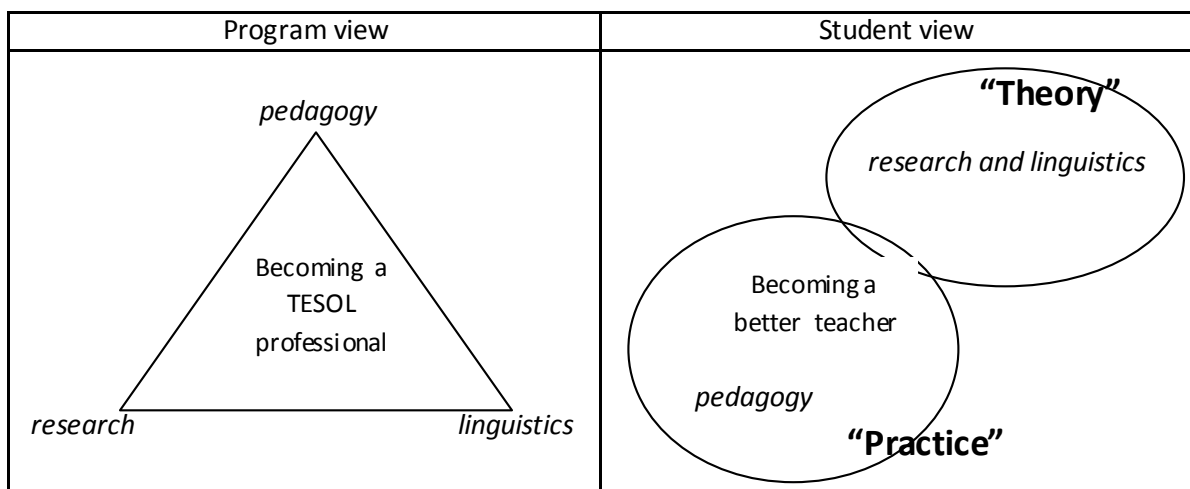 Program view
Student view
pedagogy
Becoming a
TESOL
professional
research
linguistics
“Theory”
research and linguistics
Becoming a
better teacher
pedagogy
“Practice”